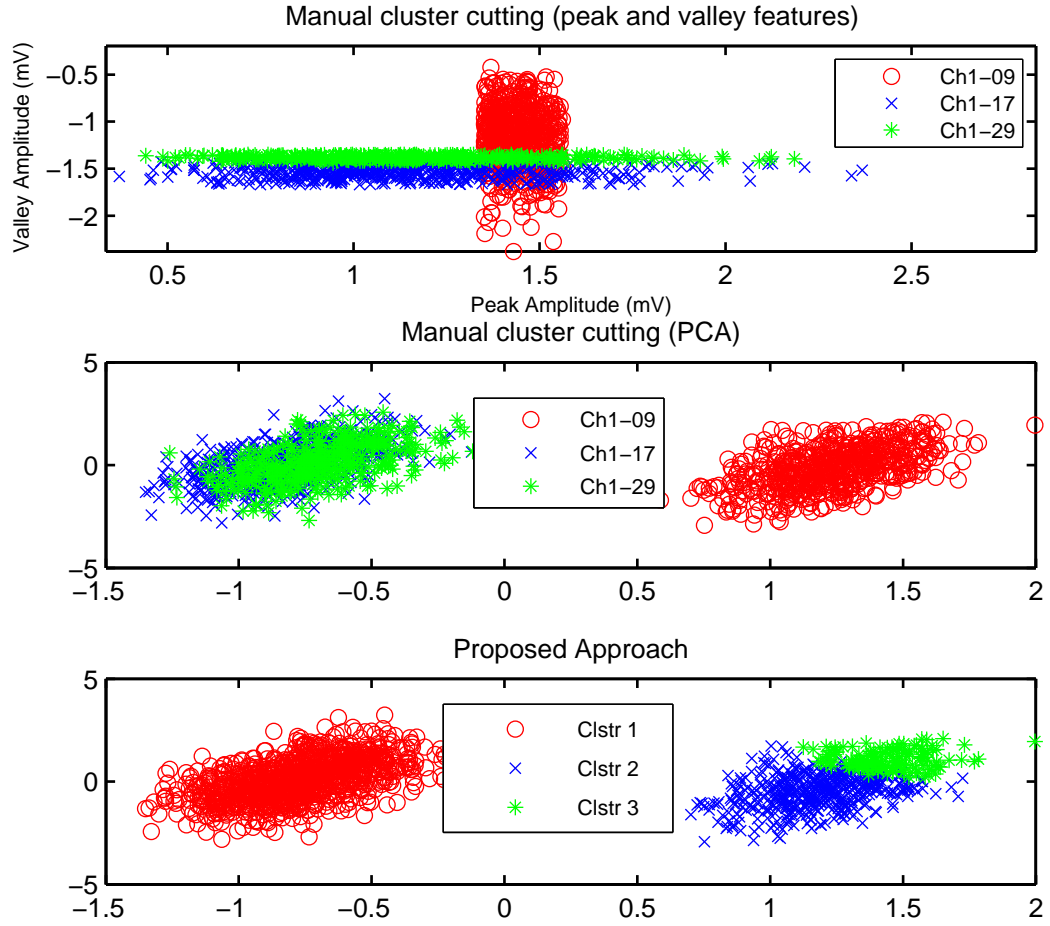 Manual cluster cutting (peak and valley features)
Valley Amplitude (mV)
−0.5
−1
−1.5
−2
Ch1−09
Ch1−17
Ch1−29
0.5 1 1.5 2 2.5
Peak Amplitude (mV)
Manual cluster cutting (PCA)
5
0
−5
Ch1−09
Ch1−17
Ch1−29
−1.5 −1 −0.5 0 0.5 1 1.5 2
Proposed Approach
5
0
−5
Clstr 1
Clstr 2
Clstr 3
−1.5 −1 −0.5 0 0.5 1 1.5 2